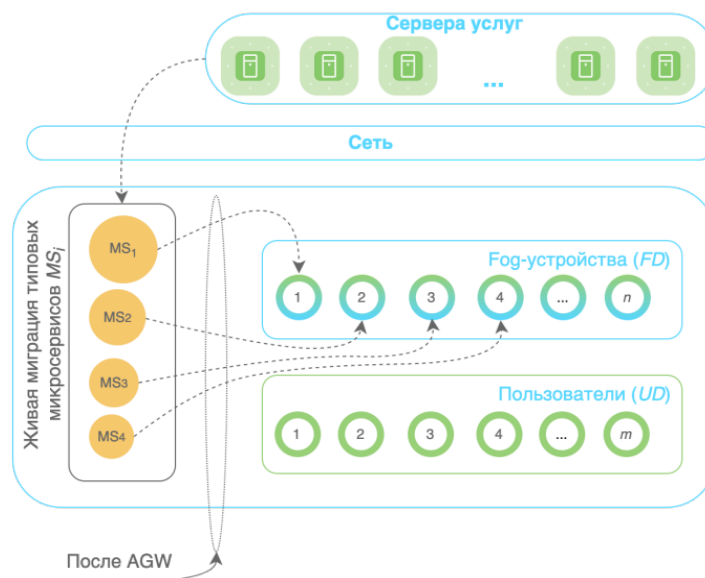 Сервера услуг
...
Сеть
Живая миграция типовых
микросервисов MSi
MS1
MS2
MS3
MS4
Fog-устройства (FD)
1 2 3 4 ... n
Пользователи (UD)
1 2 3 4 ... m
После AGW